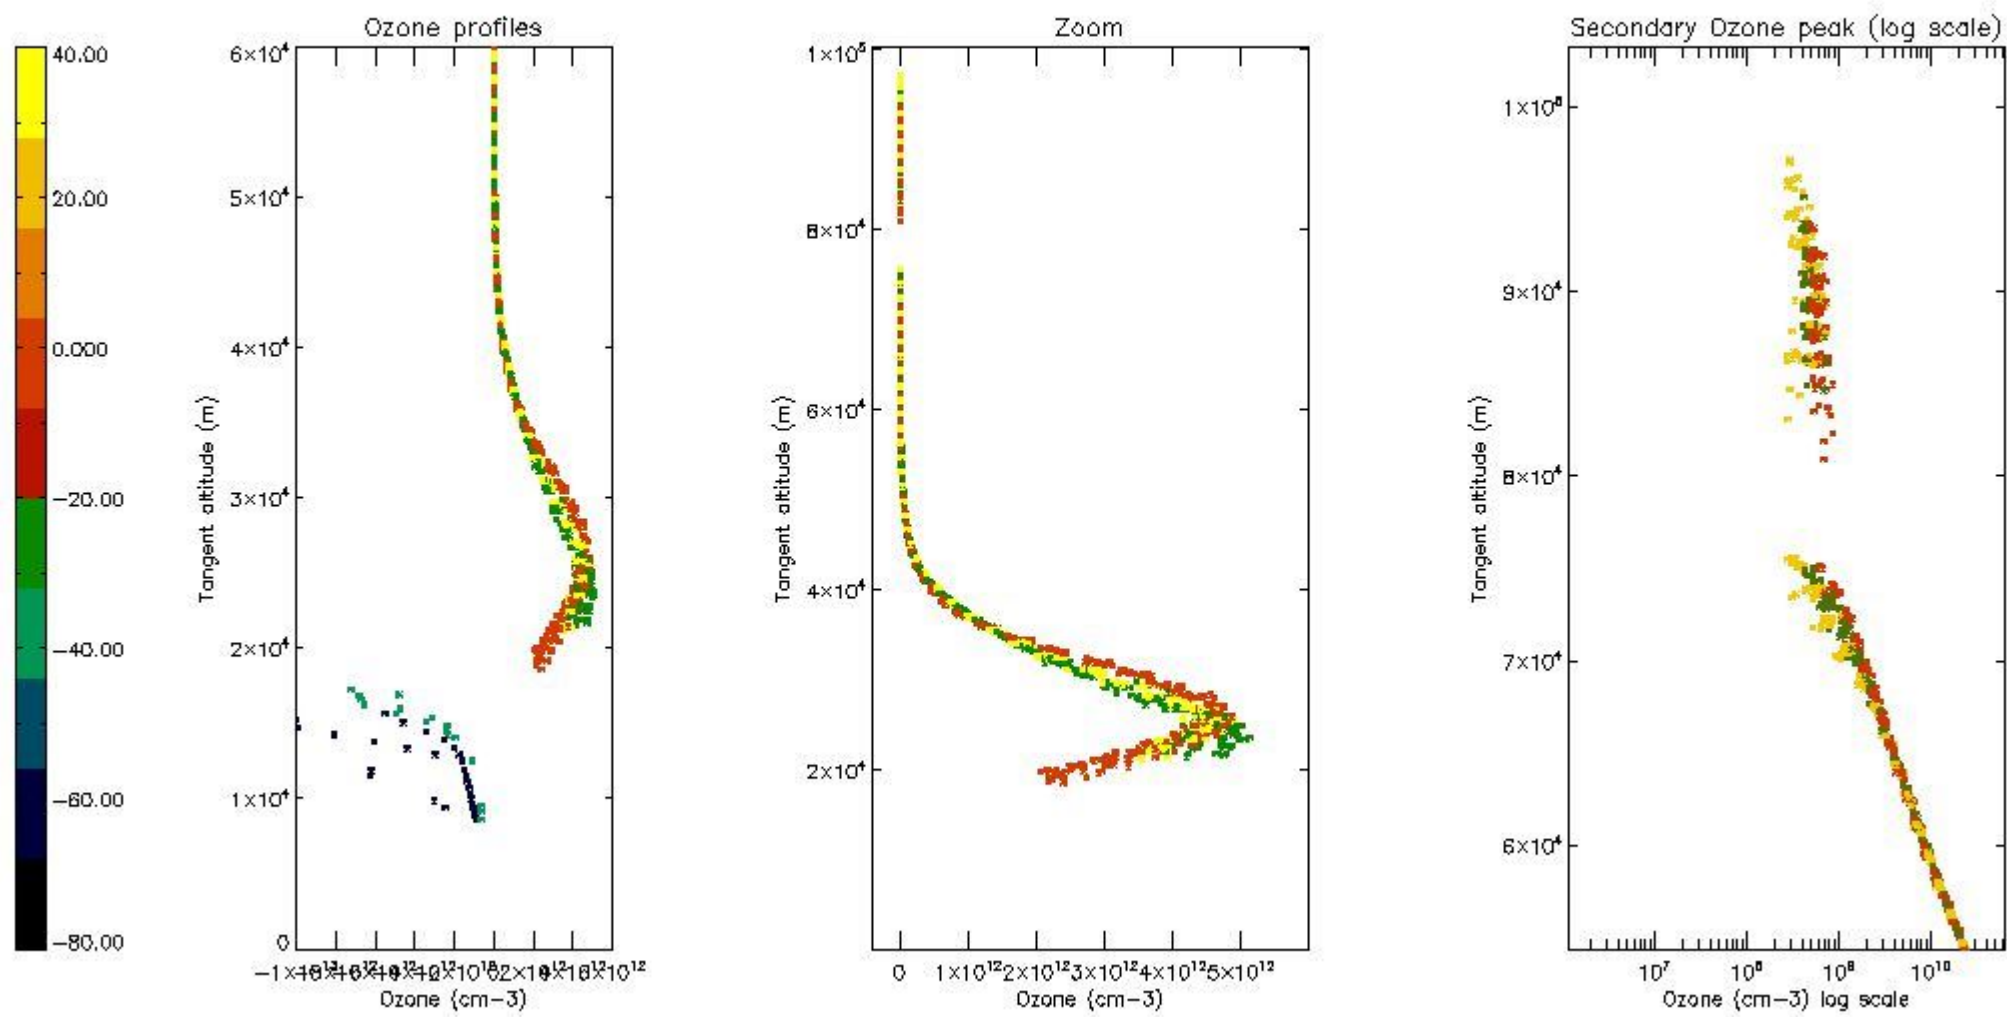 Ozone profiles
Zoom
Secondary Ozone peak (log scale)
40.00
20.00
0.000
−20.00
−40.00
−60.00
−80.00
Tangent altitude (m)
6×10⁴
5×10⁴
4×10⁴
3×10⁴
2×10⁴
1×10⁴
0
Ozone (cm−3)
Tangent altitude (m)
1×10⁵
8×10⁴
6×10⁴
4×10⁴
2×10⁴
0 1×10¹² 2×10¹² 3×10¹² 4×10¹² 5×10¹²
Ozone (cm−3)
Tangent altitude (m)
9×10⁴
8×10⁴
7×10⁴
6×10⁴
10⁷ 10⁸ 10⁹ 10¹⁰
Ozone (cm−3) log scale